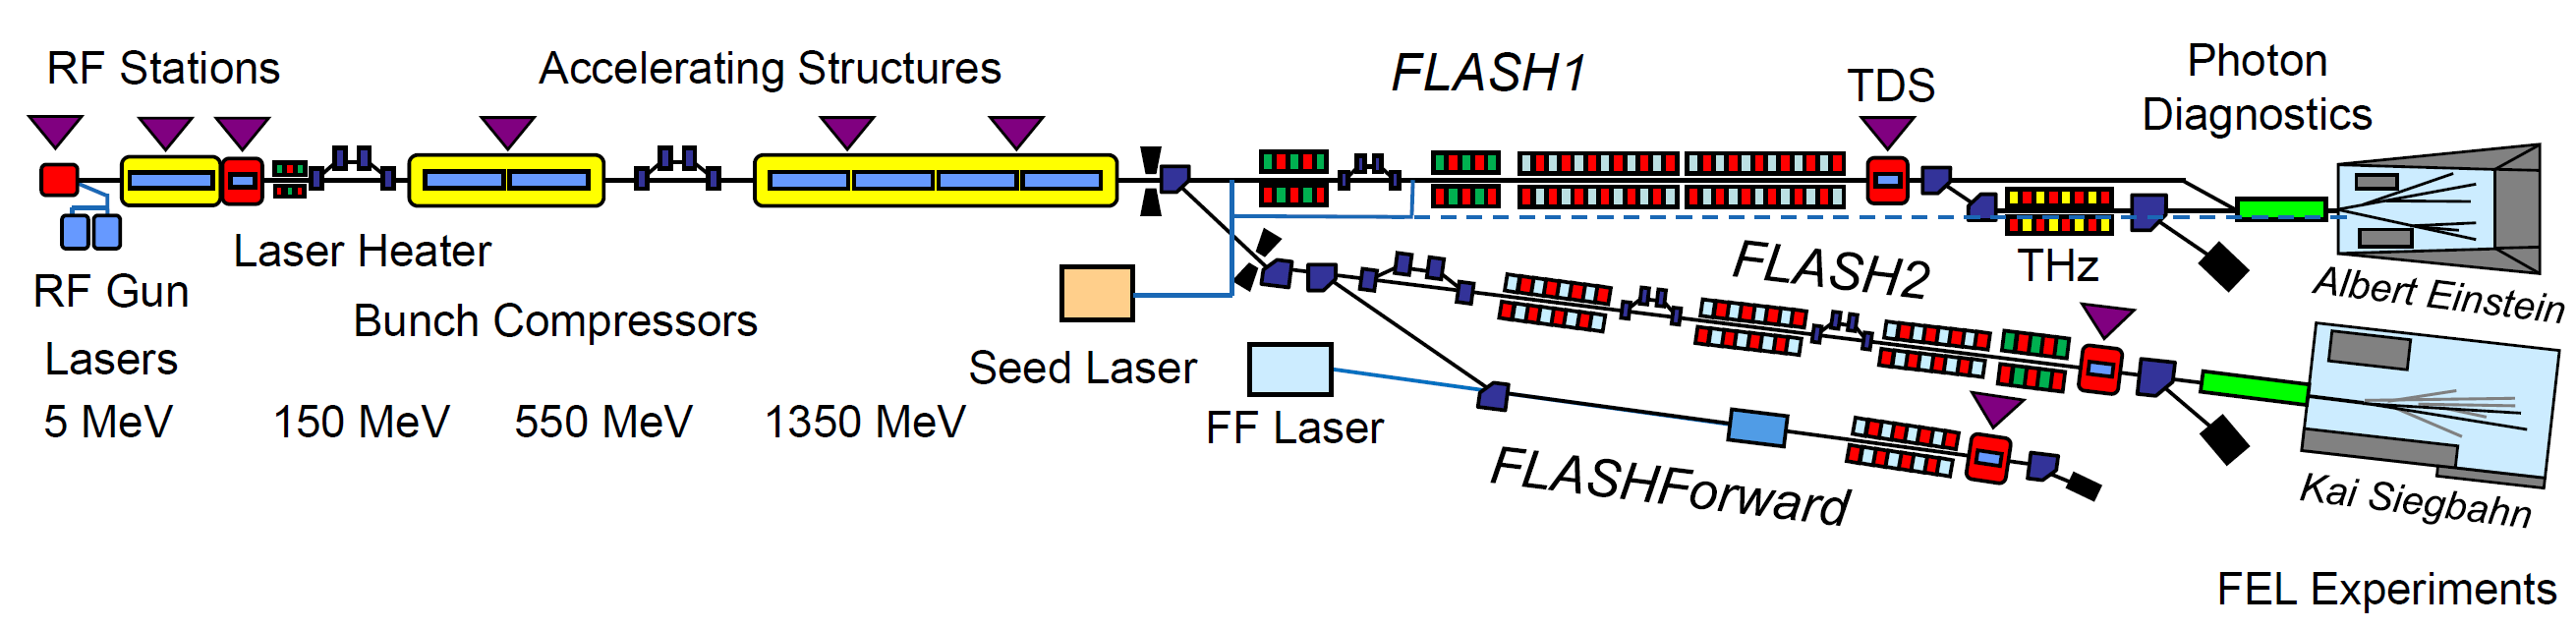 RF Stations
Accelerating Structures
FLASH1
TDS
Photon
Diagnostics
Laser Heater
RF Gun
Bunch Compressors
Lasers
Seed Laser
FF Laser
FLASH2
THz
Albert Einstein
5 MeV
150 MeV
550 MeV
1350 MeV
FLASHForward
Kai Siegbahn
FEL Experiments